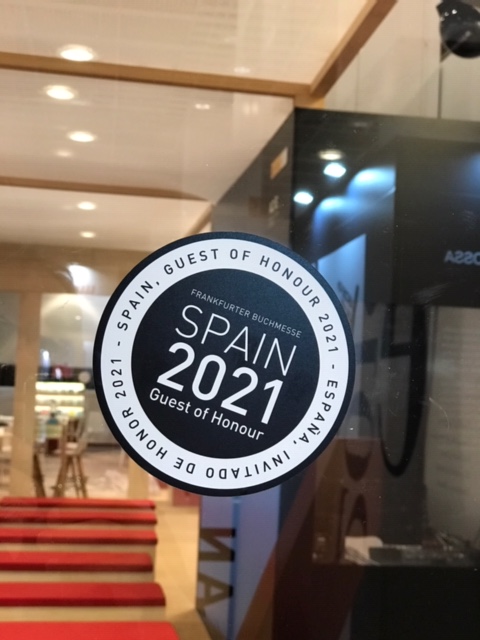 SPAIN, GUEST OF HONOUR 2021 - ESPAÑA, INVITADO DE HONOR 2021 -
FRANKFURTER BUCHMESSE
SPAIN
2021
Guest of Honour